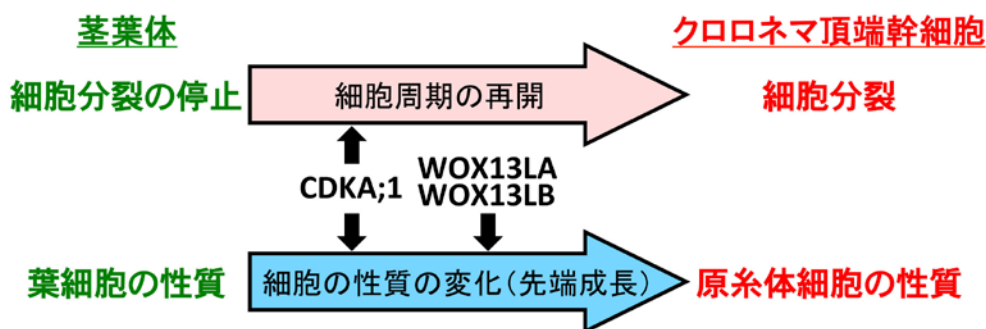 茎葉体
クロロネマ頂端幹細胞
細胞分裂の停止
細胞周期の再開
細胞分裂
CDKA;1
WOX13LA
WOX13LB
葉細胞の性質
細胞の性質の変化(先端成長)
原糸体細胞の性質